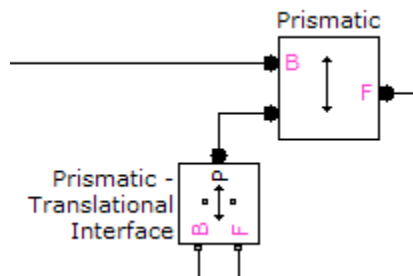 Prismatic
B
F
P
Prismatic -
Translational
Interface
B
F